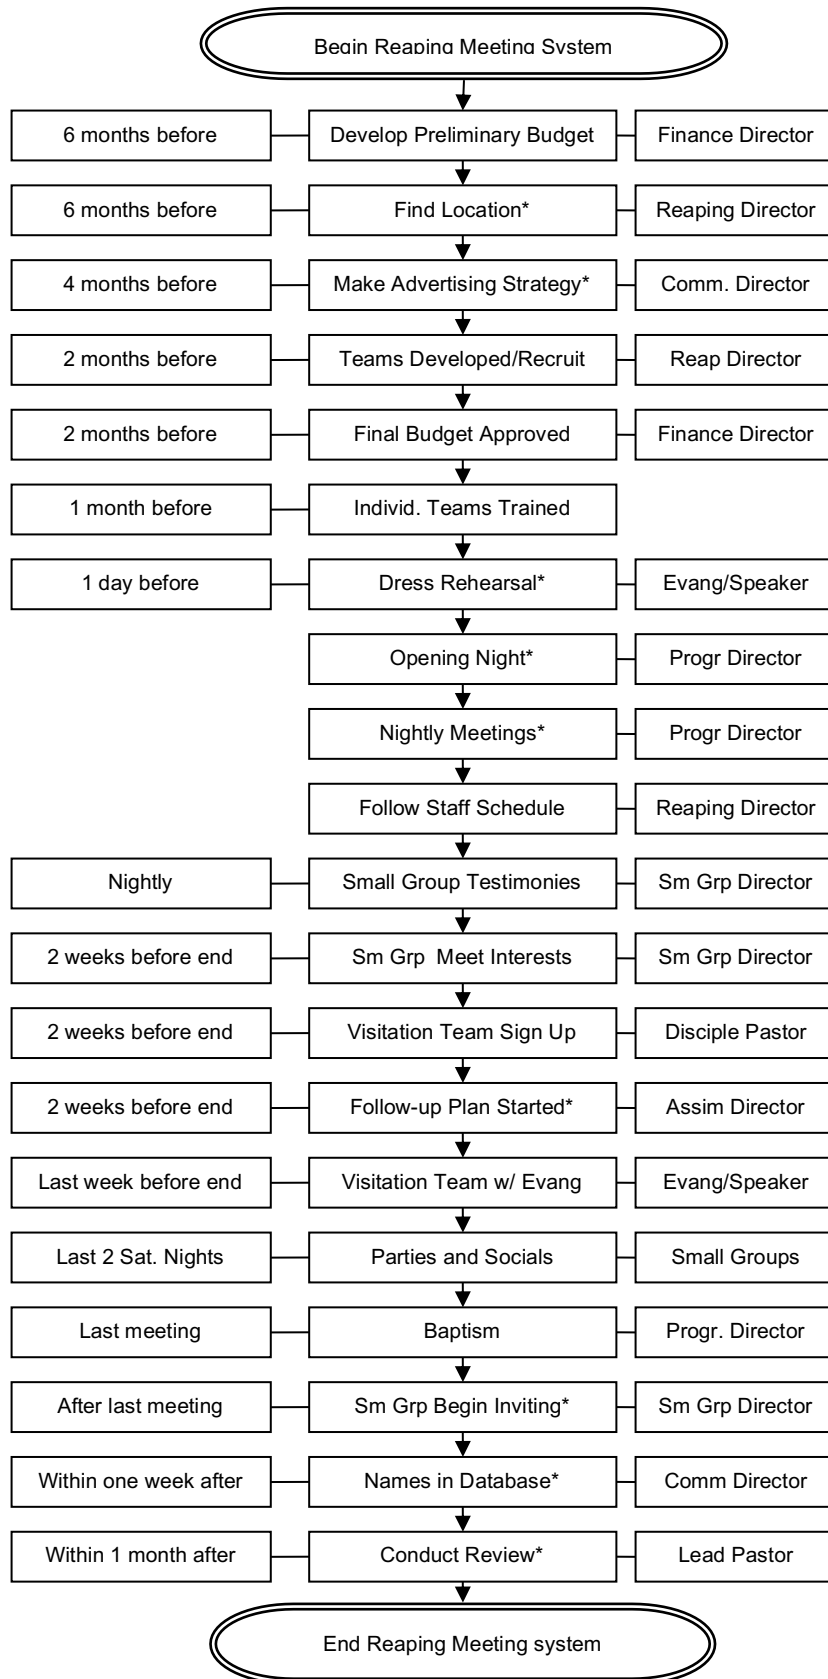 Begin Reaping Meeting System
6 months before Develop Preliminary Budget Finance Director
6 months before Find Location* Reaping Director
4 months before Make Advertising Strategy* Comm. Director
2 months before Teams Developed/Recruit Reap Director
2 months before Final Budget Approved Finance Director
1 month before Individ. Teams Trained
1 day before Dress Rehearsal* Evang/Speaker
Opening Night* Progr Director
Nightly Meetings* Progr Director
Follow Staff Schedule Reaping Director
Nightly Small Group Testimonies Sm Grp Director
2 weeks before end Sm Grp  Meet Interests Sm Grp Director
2 weeks before end Visitation Team Sign Up Disciple Pastor
2 weeks before end Follow-up Plan Started* Assim Director
Last week before end Visitation Team w/ Evang Evang/Speaker
Last 2 Sat. Nights Parties and Socials Small Groups
Last meeting Baptism Progr. Director
After last meeting Sm Grp Begin Inviting* Sm Grp Director
Within one week after Names in Database* Comm Director
Within 1 month after Conduct Review* Lead Pastor
End Reaping Meeting system